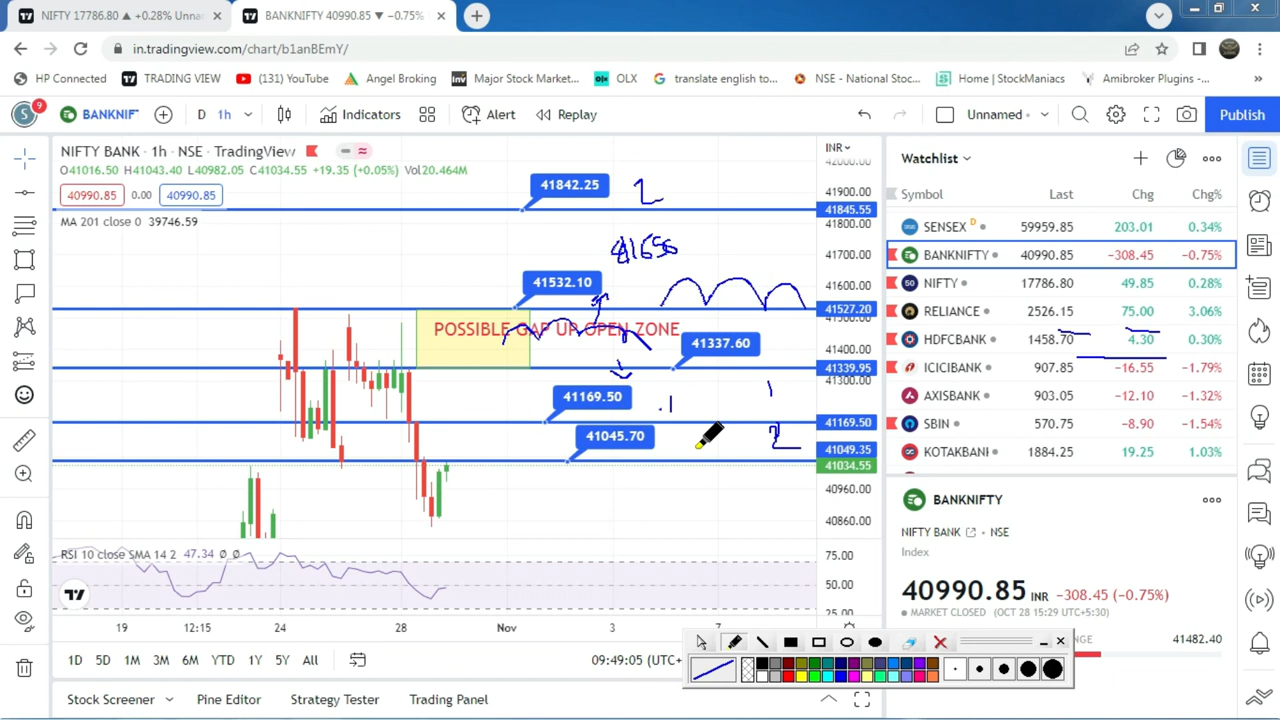 NIFTY 17786.80 ▲ +0.28% Unna
BANKNIFTY 40990.85 ▼ −0.75%
in.tradingview.com/chart/b1anBEmY/
HP Connected
TRADING VIEW
(131) YouTube
Angel Broking
Major Stock Market...
OLX
translate english to...
NSE - National Stoc...
Home | StockManiacs
Amibroker Plugins -...
S 9
BANKNIF
D 1h
Indicators
Alert
Replay
Unnamed
Publish
NIFTY BANK · 1h · NSE · TradingView
O41016.50 H41043.40 L40982.05 C41034.55 +19.35 (+0.05%) Vol20.464M
40990.85 0.00 40990.85
MA 201 close 0 39746.59
INR
42000.00
41900.00
41845.55
41800.00
41700.00
41600.00
41527.20
41500.00
41400.00
41339.95
41300.00
41169.50
41049.35
41034.55
40960.00
40860.00
41842.25
2
41655
41532.10
POSSIBLE GAP UP OPEN ZONE
41337.60
41169.50
.1
1
41045.70
2
RSI 10 close SMA 14 2 47.34 ∅ ∅
75.00
50.00
25.00
19 12:15 24 28 Nov 3 7
1D 5D 1M 3M 6M YTD 1Y 5Y All
09:49:05 (UTC+
Stock Screener
Pine Editor
Strategy Tester
Trading Panel
Watchlist
Symbol Last Chg Chg%
SENSEX D 59959.85 203.01 0.34%
BANKNIFTY 40990.85 −308.45 −0.75%
NIFTY 17786.80 49.85 0.28%
RELIANCE 2526.15 75.00 3.06%
HDFCBANK 1458.70 4.30 0.30%
ICICIBANK 907.85 −16.55 −1.79%
AXISBANK 903.05 −12.10 −1.32%
SBIN 570.75 −8.90 −1.54%
KOTAKBANK 1884.25 19.25 1.03%
BANKNIFTY
NIFTY BANK · NSE
Index
40990.85 INR −308.45 (−0.75%)
MARKET CLOSED (OCT 28 15:29 UTC+5:30)
NGE 41482.40